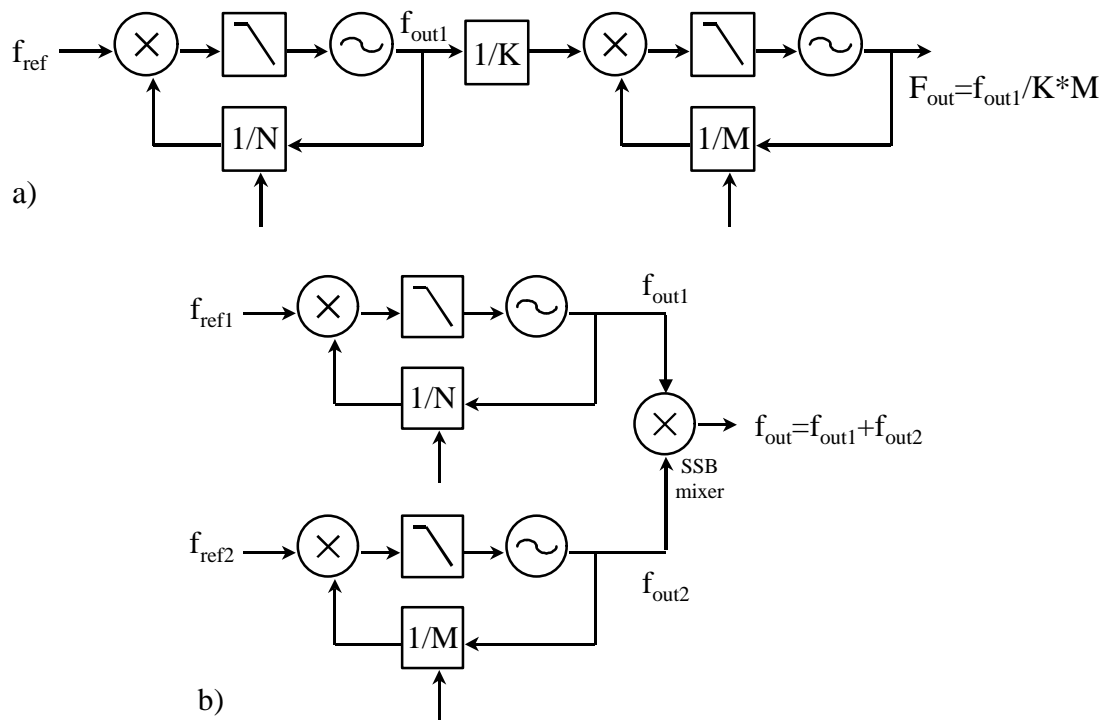 f_ref
f_out1
1/K
F_out=f_out1/K*M
1/N
1/M
a)
f_ref1
f_out1
1/N
f_out=f_out1+f_out2
SSB
mixer
f_ref2
f_out2
1/M
b)